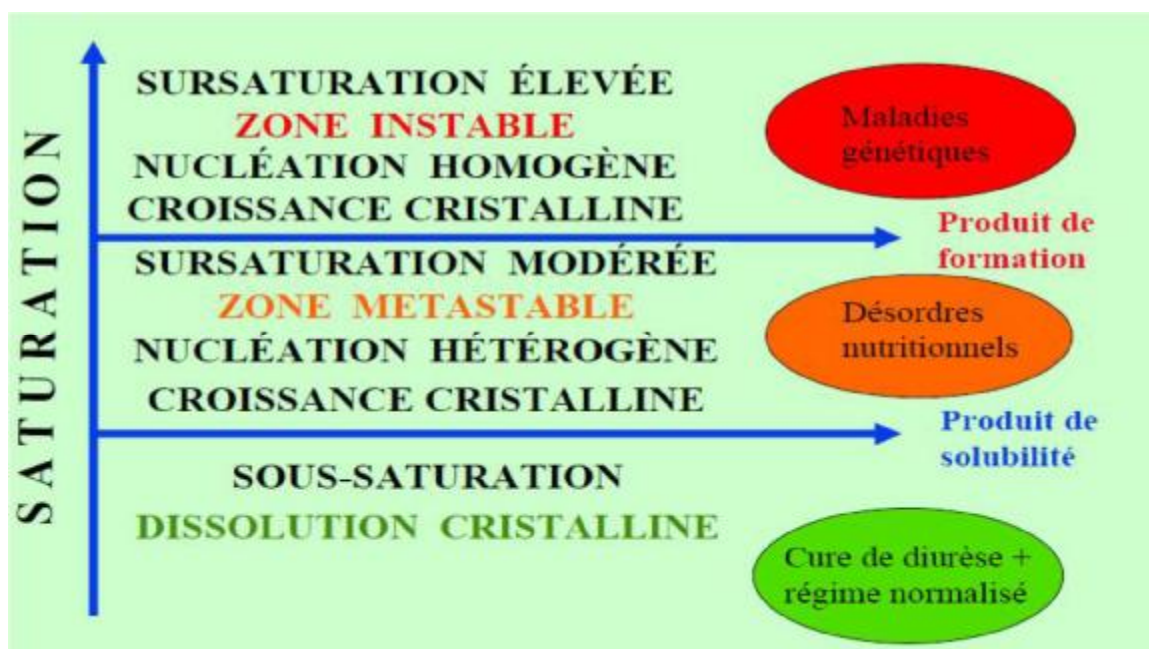 SATURATION
SURSATURATION ÉLEVÉE
ZONE INSTABLE
NUCLÉATION HOMOGÈNE
CROISSANCE CRISTALLINE
Maladies
génétiques
Produit de
formation
SURSATURATION MODÉRÉE
ZONE METASTABLE
NUCLÉATION HÉTÉROGÈNE
CROISSANCE CRISTALLINE
Désordres
nutritionnels
Produit de
solubilité
SOUS-SATURATION
DISSOLUTION CRISTALLINE
Cure de diurèse +
régime normalisé